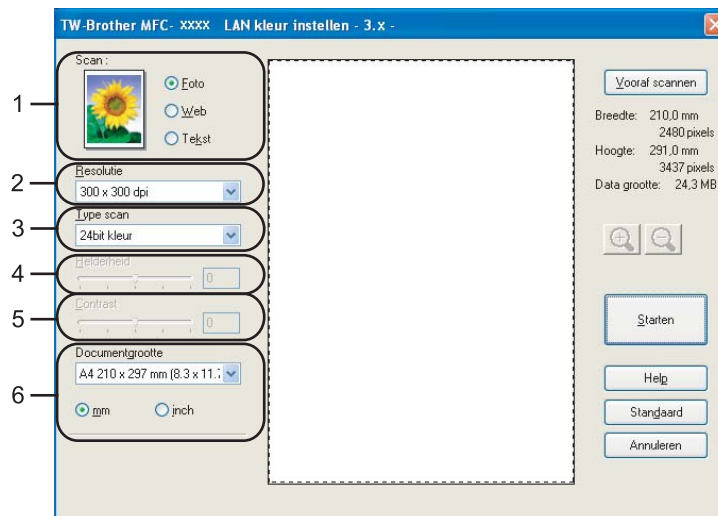 TW-Brother MFC- xxxx LAN kleur instellen - 3.x -
Scan :
1
Foto
Web
Tekst
2
Resolutie
300 x 300 dpi
3
Type scan
24bit kleur
4
Helderheid
0
5
Contrast
0
6
Documentgrootte
A4 210 x 297 mm (8.3 x 11.7
mm
inch
Vooraf scannen
Breedte: 210,0 mm
2480 pixels
Hoogte: 291,0 mm
3437 pixels
Data grootte: 24,3 MB
Starten
Help
Standaard
Annuleren